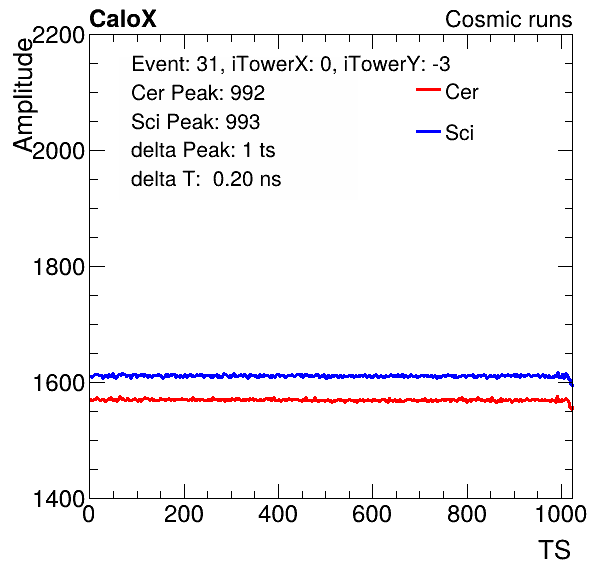 CaloX Cosmic runs
Amplitude
Event: 31, iTowerX: 0, iTowerY: -3
Cer Peak: 992
Sci Peak: 993
delta Peak: 1 ts
delta T:  0.20 ns
Cer
Sci
2200
2000
1800
1600
1400
0 200 400 600 800 1000
TS